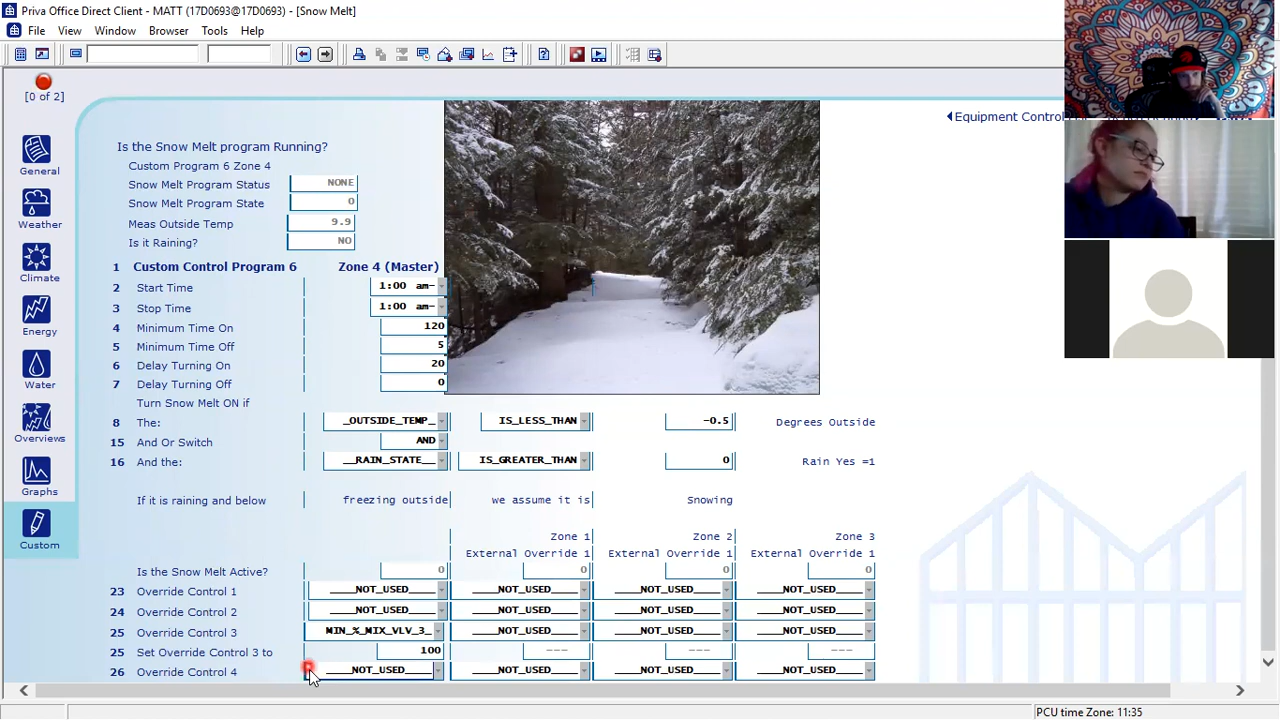 Priva Office Direct Client - MATT (17D0693@17D0693) - [Snow Melt]
File View Window Browser Tools Help
[0 of 2]
Equipment Control
General
Weather
Climate
Energy
Water
Overviews
Graphs
Custom
Is the Snow Melt program Running?
Custom Program 6 Zone 4
Snow Melt Program Status NONE
Snow Melt Program State 0
Meas Outside Temp 9.9
Is it Raining? NO
1 Custom Control Program 6 Zone 4 (Master)
2 Start Time 1:00 am-
3 Stop Time 1:00 am-
4 Minimum Time On 120
5 Minimum Time Off 5
6 Delay Turning On 20
7 Delay Turning Off 0
Turn Snow Melt ON if
8 The: _OUTSIDE_TEMP_ IS_LESS_THAN -0.5 Degrees Outside
15 And Or Switch AND
16 And the: __RAIN_STATE__ IS_GREATER_THAN 0 Rain Yes =1
If it is raining and below freezing outside we assume it is Snowing
Zone 1 Zone 2 Zone 3
External Override 1 External Override 1 External Override 1
Is the Snow Melt Active? 0 0 0 0
23 Override Control 1 ____NOT_USED____ ____NOT_USED____ ____NOT_USED____ ____NOT_USED____
24 Override Control 2 ____NOT_USED____ ____NOT_USED____ ____NOT_USED____ ____NOT_USED____
25 Override Control 3 MIN_%_MIX_VLV_3_ ____NOT_USED____ ____NOT_USED____ ____NOT_USED____
25 Set Override Control 3 to 100 --- --- ---
26 Override Control 4 ____NOT_USED____ ____NOT_USED____ ____NOT_USED____ ____NOT_USED____
PCU time Zone: 11:35